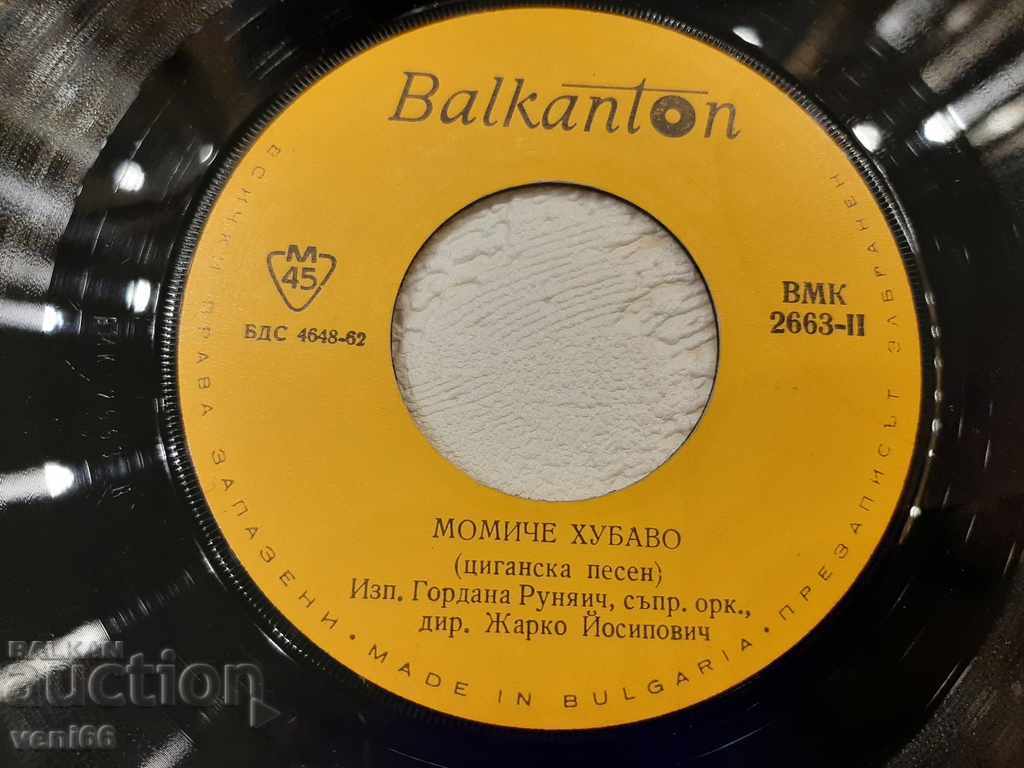 Balkanton
М
45
БДС 4648-62
ВМК
2663-II
МОМИЧЕ ХУБАВО
(циганска песен)
Изп. Гордана Руняич, съпр. орк.,
дир. Жарко Йосипович
ВСИЧКИ ПРАВА ЗАПАЗЕНИ • MADE IN BULGARIA • ПРЕЗАПИСЪТ ЗАБРАНЕН
BALKAN
auction
veni66